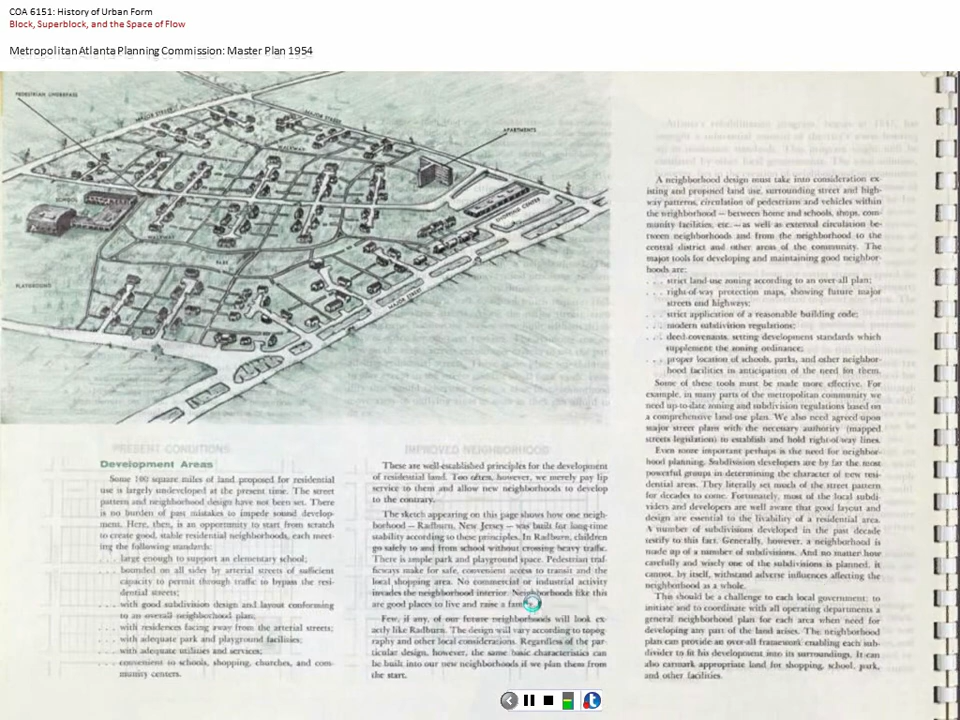 COA 6151: History of Urban Form
Block, Superblock, and the Space of Flow
Metropolitan Atlanta Planning Commission: Master Plan 1954
PEDESTRIAN UNDERPASS
MAJOR STREET
MAJOR STREET
WALKWAY
APARTMENTS
SCHOOL
SHOPPING CENTER
PARK
PLAYGROUND
MAJOR STREET
PRESENT CONDITIONS
Development Areas
Some 100 square miles of land proposed for residential
use is largely undeveloped at the present time. The street
pattern and neighborhood design have not been set. There
is no burden of past mistakes to impede sound develop-
ment. Here, then, is an opportunity to start from scratch
to create good, stable residential neighborhoods, each meet-
ing the following standards:
. . . large enough to support an elementary school;
. . . bounded on all sides by arterial streets of sufficient
capacity to permit through traffic to bypass the resi-
dential streets;
. . . with good subdivision design and layout conforming
to an overall neighborhood plan;
. . . with residences facing away from the arterial streets;
. . . with adequate park and playground facilities;
. . . with adequate utilities and services;
. . . convenient to schools, shopping, churches, and com-
munity centers.
IMPROVED NEIGHBORHOOD
These are well-established principles for the development
of residential land. Too often, however, we merely pay lip
service to them and allow new neighborhoods to develop
to the contrary.
The sketch appearing on this page shows how one neigh-
borhood – Radburn, New Jersey – was built for long-time
stability according to these principles. In Radburn, children
go safely to and from school without crossing heavy traffic.
There is ample park and playground space. Pedestrian traf-
ficways make for safe, convenient access to transit and the
local shopping area. No commercial or industrial activity
invades the neighborhood interior. Neighborhoods like this
are good places to live and raise a
Few, if any, of our future neighborhoods will look ex-
actly like Radburn. The design will vary according to topog-
raphy and other local considerations. Regardless of the par-
ticular design, however, the same basic characteristics can
be built into our new neighborhoods if we plan them from
the start.
A neighborhood design must take into consideration ex-
isting and proposed land use, surrounding street and high-
way patterns, circulation of pedestrians and vehicles within
the neighborhood – between home and schools, shops, com-
munity facilities, etc. – as well as external circulation be-
tween neighborhoods and from the neighborhood to the
central district and other areas of the community. The
major tools for developing and maintaining good neighbor-
hoods are:
. . . strict land-use zoning according to an over-all plan;
. . . right-of-way protection maps, showing future major
streets and highways;
. . . strict application of a reasonable building code;
. . . modern subdivision regulations;
. . . deed covenants, setting development standards which
supplement the zoning ordinance;
. . . proper location of schools, parks, and other neighbor-
hood facilities in anticipation of the need for them.
Some of these tools must be made more effective. For
example, in many parts of the metropolitan community we
need up-to-date zoning and subdivision regulations based on
a comprehensive land-use plan. We also need agreed upon
major street plans with the necessary authority (mapped
streets legislation) to establish and hold right-of-way lines.
Even more important perhaps is the need for neighbor-
hood planning. Subdivision developers are by far the most
powerful groups in determining the character of new resi-
dential areas. They literally set much of the street pattern
for decades to come. Fortunately, most of the local subdi-
viders and developers are well aware that good layout and
design are essential to the livability of a residential area.
A number of subdivisions developed in the past decade
testify to this fact. Generally, however, a neighborhood is
made up of a number of subdivisions. And no matter how
carefully and wisely one of the subdivisions is planned, it
cannot, by itself, withstand adverse influences affecting the
neighborhood as a whole.
This should be a challenge to each local government: to
initiate and to coordinate with all operating departments a
general neighborhood plan for each area when need for
developing any part of the land arises. The neighborhood
plan can provide an over-all framework enabling each sub-
divider to fit his development into its surroundings. It can
also earmark appropriate land for shopping, school, park,
and other facilities.